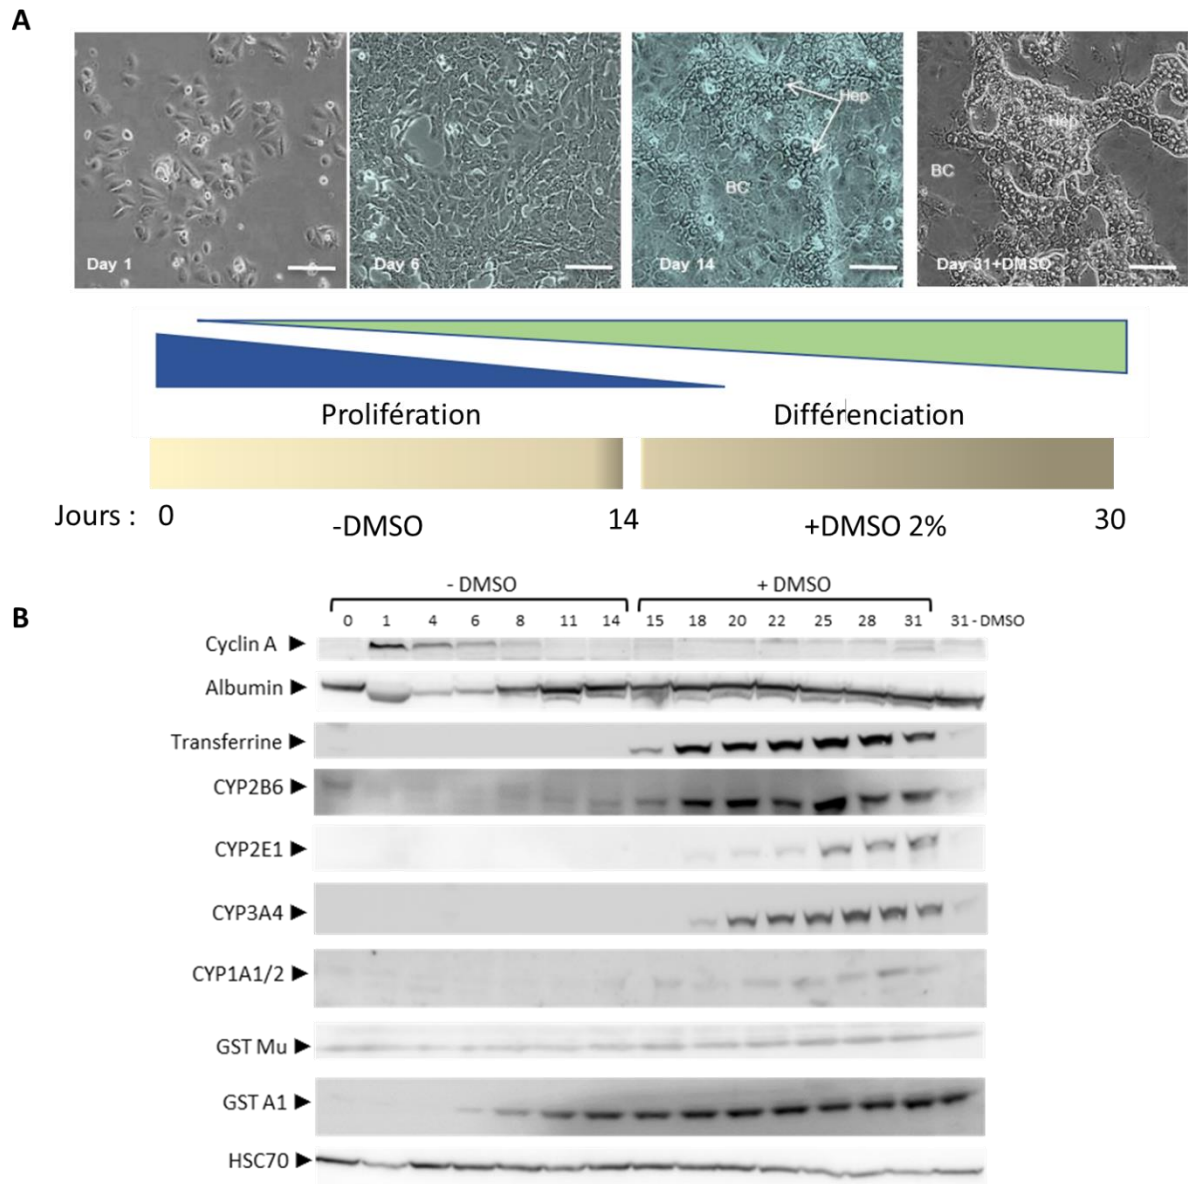 A
Day 1
Day 6
Hep
BC
Day 14
Hep
BC
Day 31+DMSO
Prolifération Différenciation
Jours : 0 -DMSO 14 +DMSO 2% 30
B
- DMSO + DMSO
0 1 4 6 8 11 14 15 18 20 22 25 28 31 31 - DMSO
Cyclin A
Albumin
Transferrine
CYP2B6
CYP2E1
CYP3A4
CYP1A1/2
GST Mu
GST A1
HSC70